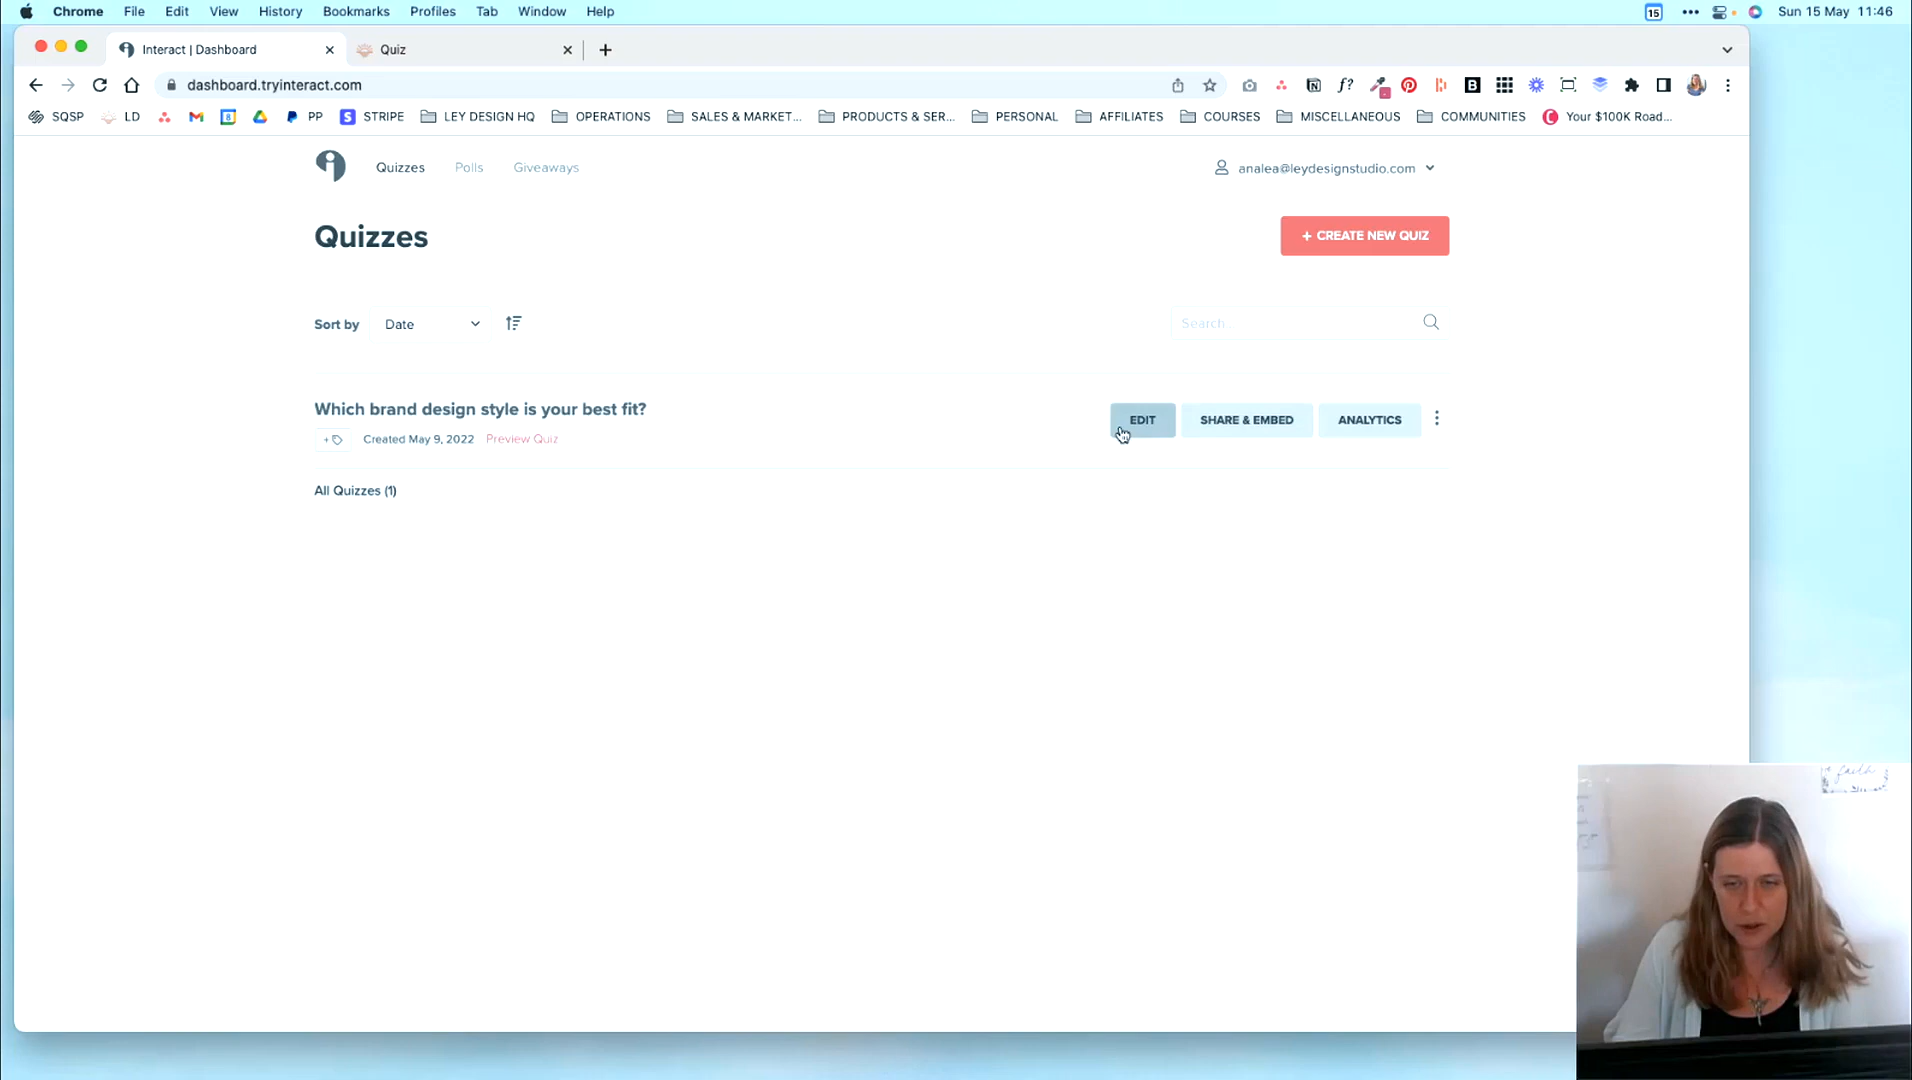 Chrome File Edit View History Bookmarks Profiles Tab Window Help 15 Sun 15 May 11:46
Interact | Dashboard Quiz
dashboard.tryinteract.com
SQSP LD PP STRIPE LEY DESIGN HQ OPERATIONS SALES & MARKET... PRODUCTS & SER... PERSONAL AFFILIATES COURSES MISCELLANEOUS COMMUNITIES Your $100K Road...
Quizzes Polls Giveaways analea@leydesignstudio.com
Quizzes + CREATE NEW QUIZ
Sort by Date Search
Which brand design style is your best fit? EDIT SHARE & EMBED ANALYTICS
+ Created May 9, 2022 Preview Quiz
All Quizzes (1)
faith